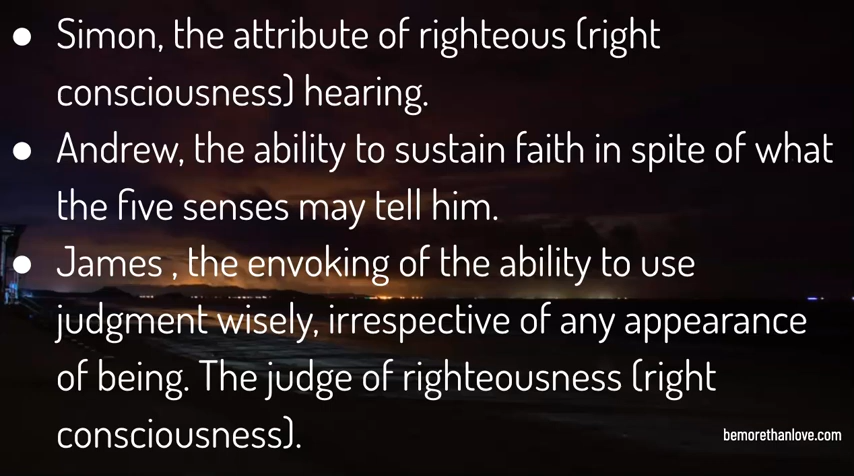 ● Simon, the attribute of righteous (right
consciousness) hearing.
● Andrew, the ability to sustain faith in spite of what
the five senses may tell him.
● James , the envoking of the ability to use
judgment wisely, irrespective of any appearance
of being. The judge of righteousness (right
consciousness).
bemorethanlove.com